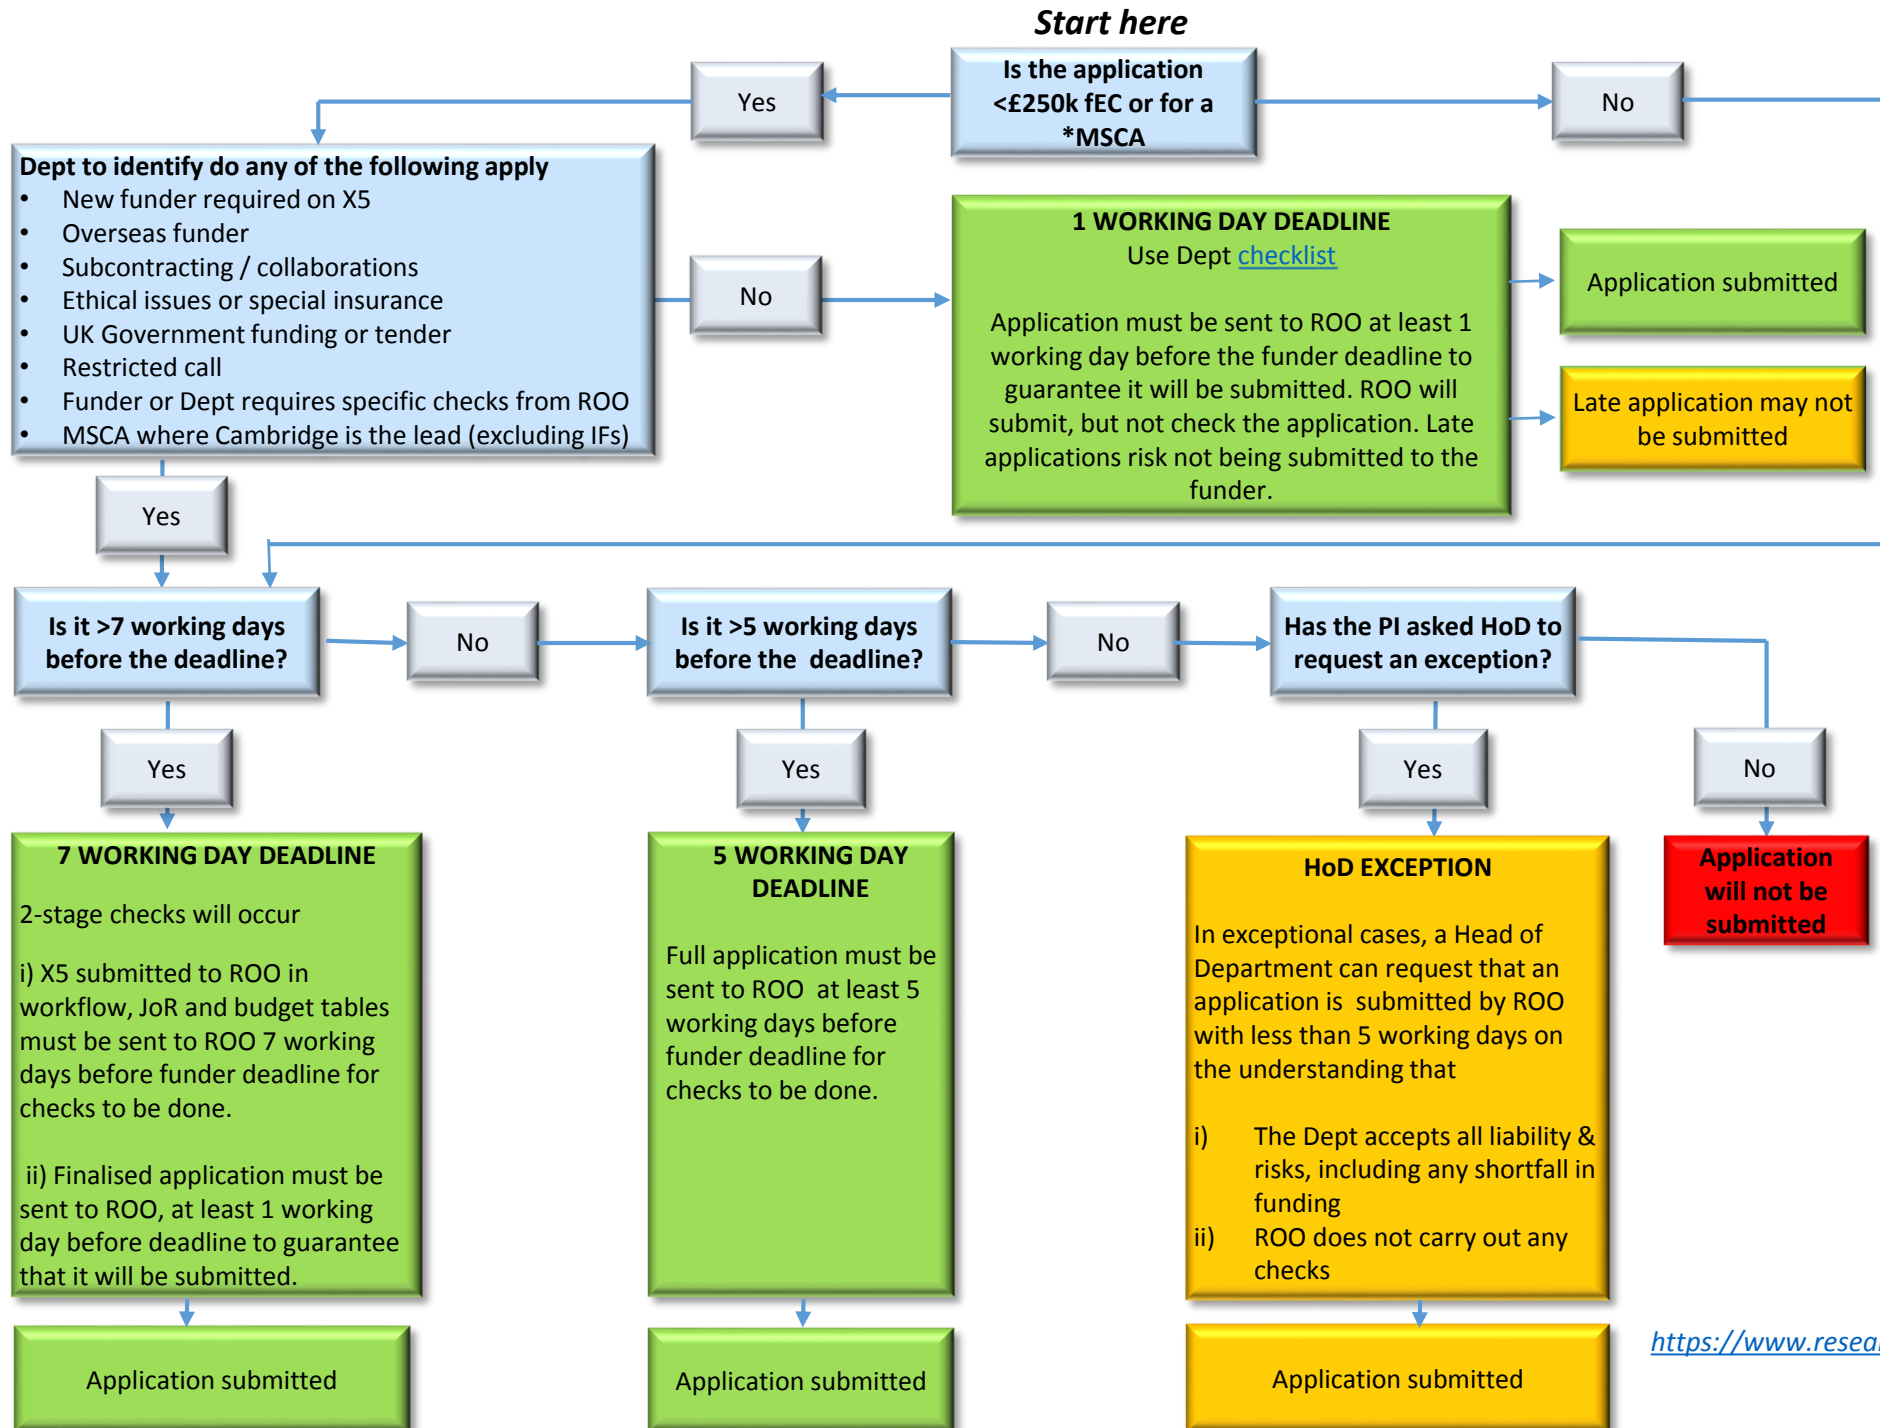 Start here
Is the application
<£250k fEC or for a
*MSCA
Yes
No
Dept to identify do any of the following apply
• New funder required on X5
• Overseas funder
• Subcontracting / collaborations
• Ethical issues or special insurance
• UK Government funding or tender
• Restricted call
• Funder or Dept requires specific checks from ROO
• MSCA where Cambridge is the lead (excluding IFs)
No
1 WORKING DAY DEADLINE
Use Dept checklist
Application must be sent to ROO at least 1
working day before the funder deadline to
guarantee it will be submitted. ROO will
submit, but not check the application. Late
applications risk not being submitted to the
funder.
Application submitted
Late application may not
be submitted
Yes
Is it >7 working days
before the deadline?
No
Is it >5 working days
before the deadline?
No
Has the PI asked HoD to
request an exception?
Yes
Yes
Yes
No
7 WORKING DAY DEADLINE
2-stage checks will occur
i) X5 submitted to ROO in
workflow, JoR and budget tables
must be sent to ROO 7 working
days before funder deadline for
checks to be done.
ii) Finalised application must be
sent to ROO, at least 1 working
day before deadline to guarantee
that it will be submitted.
5 WORKING DAY
DEADLINE
Full application must be
sent to ROO at least 5
working days before
funder deadline for
checks to be done.
HoD EXCEPTION
In exceptional cases, a Head of
Department can request that an
application is submitted by ROO
with less than 5 working days on
the understanding that
i) The Dept accepts all liability &
risks, including any shortfall in
funding
ii) ROO does not carry out any
checks
Application
will not be
submitted
Application submitted
Application submitted
Application submitted
https://www.resear